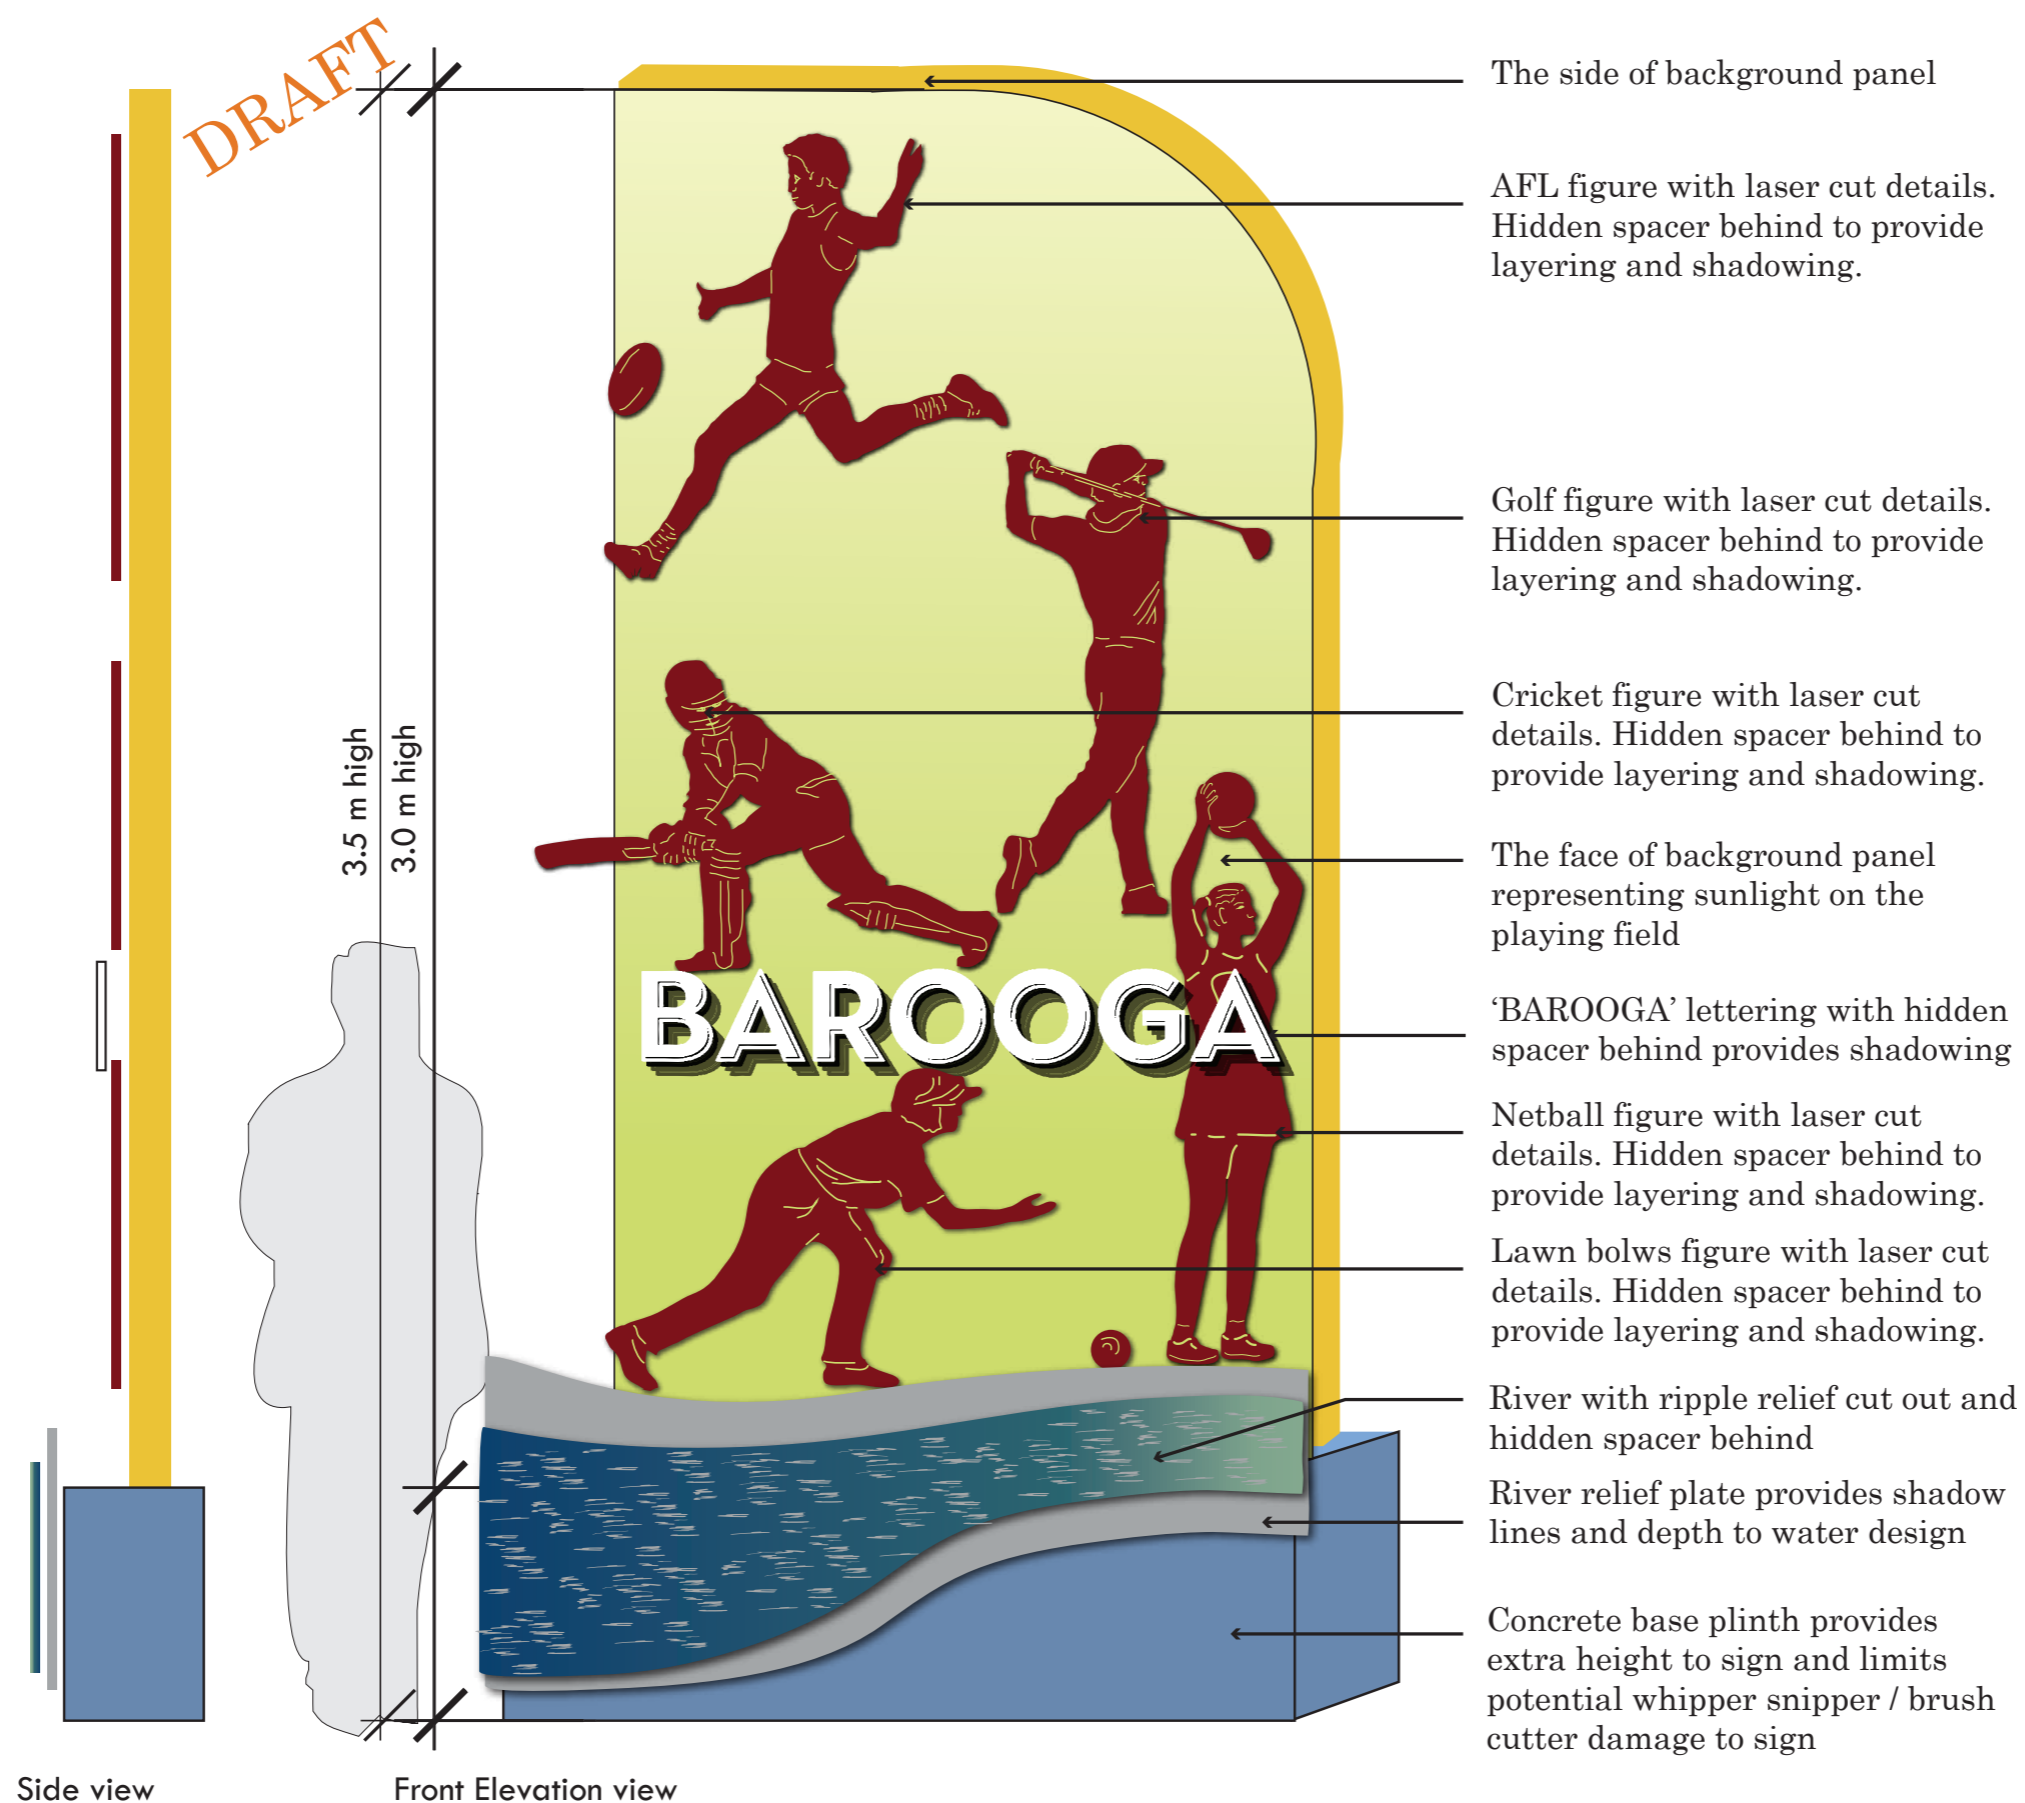 DRAFT
The side of background panel
AFL figure with laser cut details.
Hidden spacer behind to provide
layering and shadowing.
Golf figure with laser cut details.
Hidden spacer behind to provide
layering and shadowing.
Cricket figure with laser cut
details. Hidden spacer behind to
provide layering and shadowing.
3.5 m high
3.0 m high
The face of background panel
representing sunlight on the
playing field
BAROOGA
‘BAROOGA’ lettering with hidden
spacer behind provides shadowing
Netball figure with laser cut
details. Hidden spacer behind to
provide layering and shadowing.
Lawn bolws figure with laser cut
details. Hidden spacer behind to
provide layering and shadowing.
River with ripple relief cut out and
hidden spacer behind
River relief plate provides shadow
lines and depth to water design
Concrete base plinth provides
extra height to sign and limits
potential whipper snipper / brush
cutter damage to sign
Side view
Front Elevation view